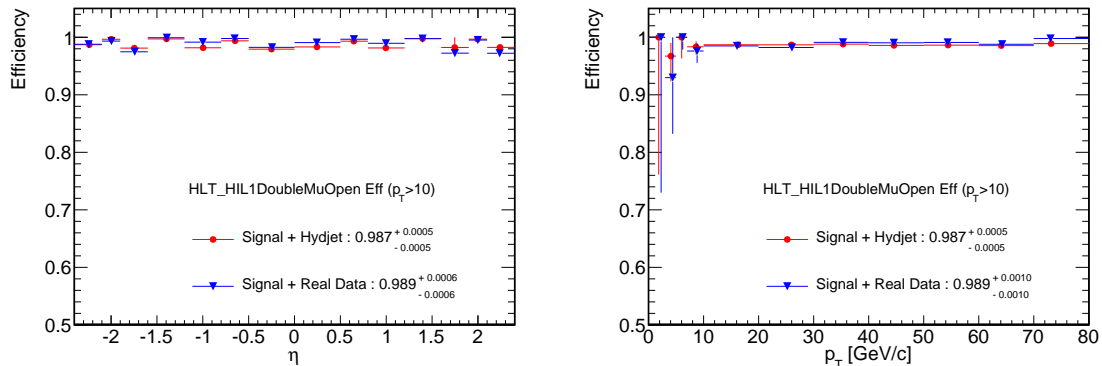 Efficiency
1
0.9
0.8
0.7
0.6
0.5
HLT_HIL1DoubleMuOpen Eff (p_T>10)
Signal + Hydjet : 0.987 + 0.0005 - 0.0005
Signal + Real Data : 0.989 + 0.0006 - 0.0006
-2 -1.5 -1 -0.5 0 0.5 1 1.5 2
η
Efficiency
1
0.9
0.8
0.7
0.6
0.5
HLT_HIL1DoubleMuOpen Eff (p_T>10)
Signal + Hydjet : 0.987 + 0.0005 - 0.0005
Signal + Real Data : 0.989 + 0.0010 - 0.0010
0 10 20 30 40 50 60 70 80
p_T [GeV/c]